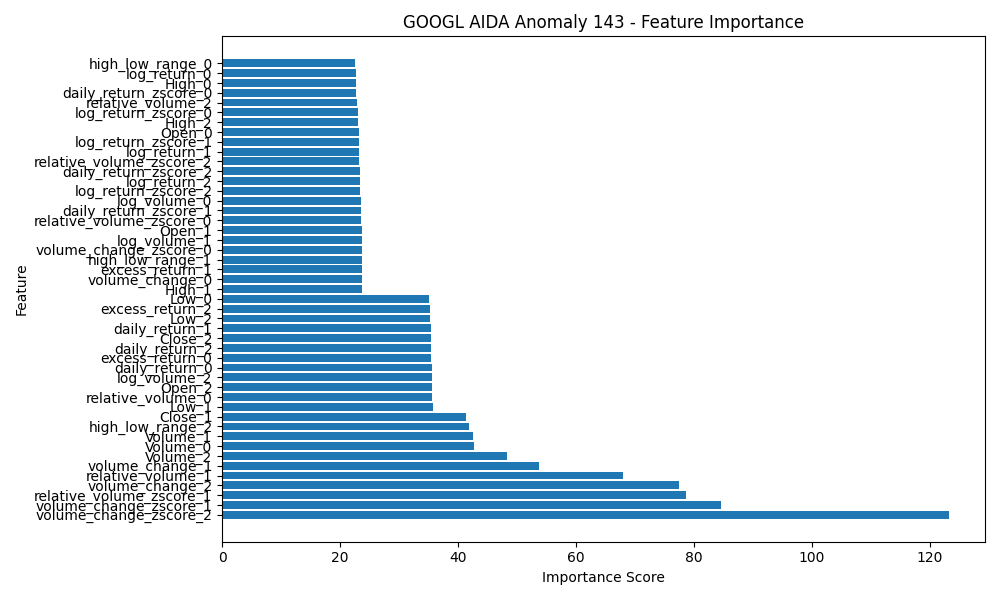 GOOGL AIDA Anomaly 143 - Feature Importance
high_low_range_0
log_return_0
High_0
daily_return_zscore_0
relative_volume_2
log_return_zscore_0
High_2
Open_0
log_return_zscore_1
log_return_1
relative_volume_zscore_2
daily_return_zscore_2
log_return_2
log_return_zscore_2
log_volume_0
daily_return_zscore_1
relative_volume_zscore_0
Open_1
log_volume_1
volume_change_zscore_0
high_low_range_1
excess_return_1
volume_change_0
High_1
Low_0
excess_return_2
Low_2
daily_return_1
Close_2
daily_return_2
excess_return_0
daily_return_0
log_volume_2
Open_2
relative_volume_0
Low_1
Close_1
high_low_range_2
Volume_1
Volume_0
Volume_2
volume_change_1
relative_volume_1
volume_change_2
relative_volume_zscore_1
volume_change_zscore_1
volume_change_zscore_2
Feature
0 20 40 60 80 100 120
Importance Score